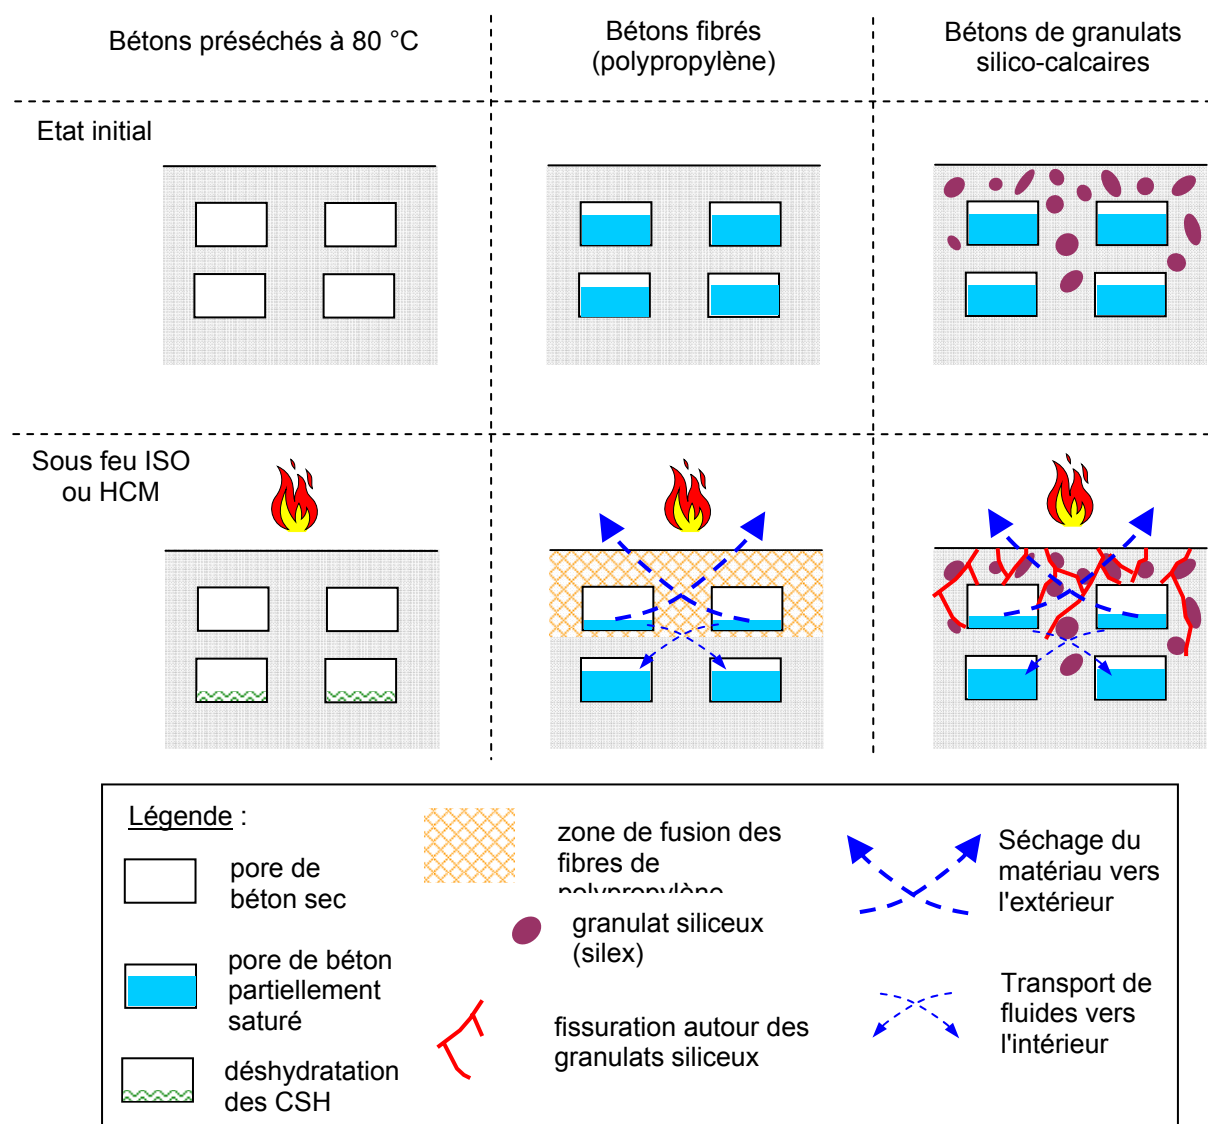 Bétons préséchés à 80 °C
Bétons fibrés
(polypropylène)
Bétons de granulats
silico-calcaires
Etat initial
Sous feu ISO
ou HCM
Légende :
pore de
béton sec
pore de béton
partiellement
saturé
déshydratation
des CSH
zone de fusion des
fibres de
polypropylène
granulat siliceux
(silex)
fissuration autour des
granulats siliceux
Séchage du
matériau vers
l'extérieur
Transport de
fluides vers
l'intérieur